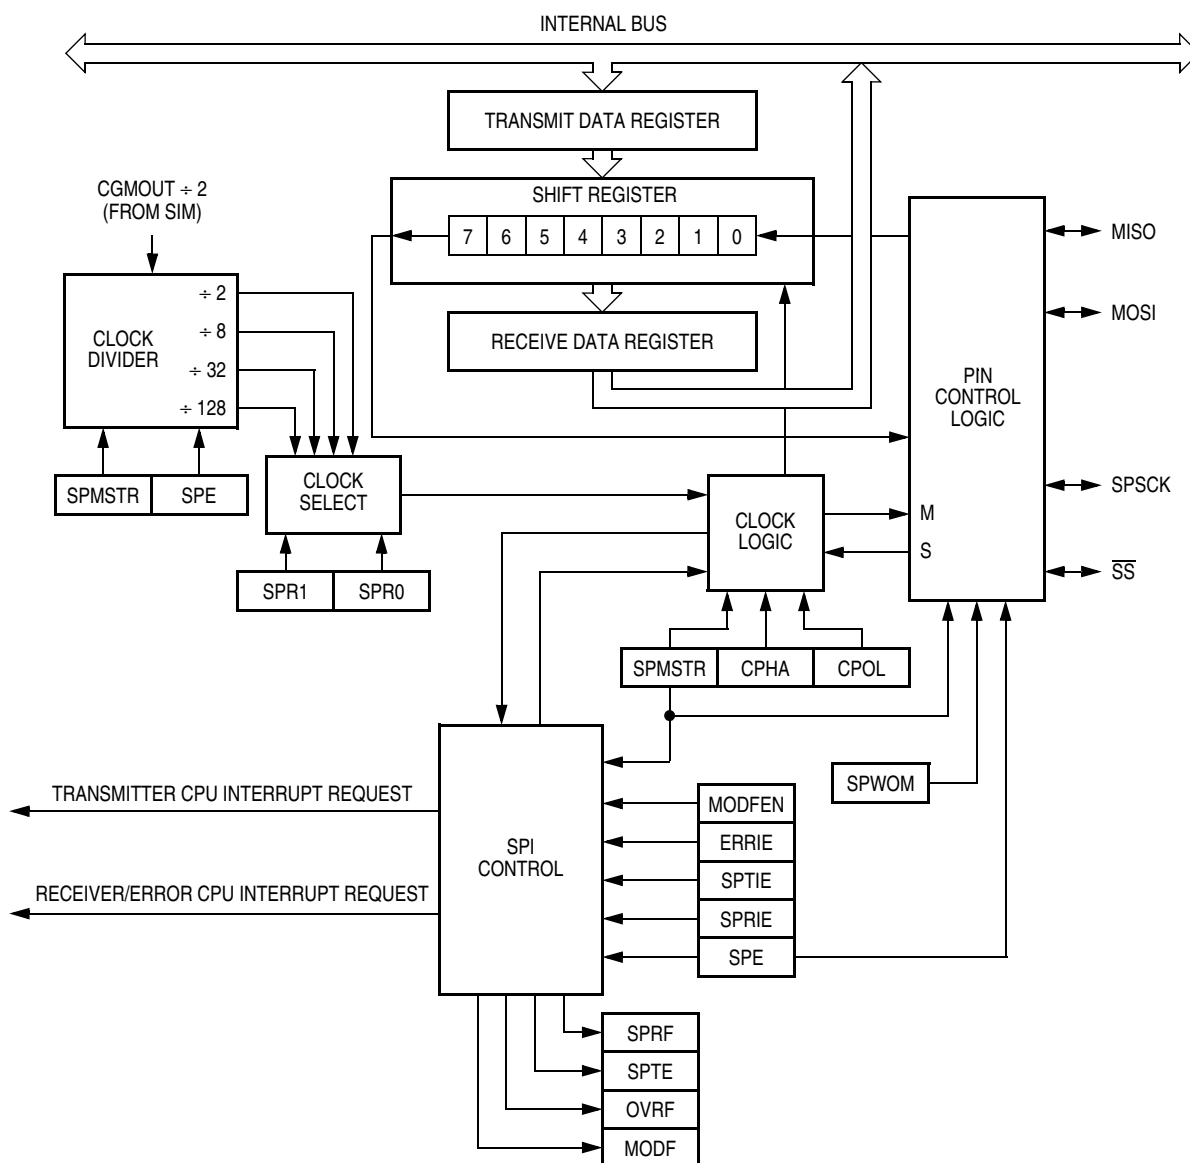 INTERNAL BUS
TRANSMIT DATA REGISTER
CGMOUT ÷ 2
(FROM SIM)
SHIFT REGISTER
7 6 5 4 3 2 1 0
MISO
÷ 2
CLOCK
DIVIDER
÷ 8
÷ 32
÷ 128
RECEIVE DATA REGISTER
MOSI
PIN
CONTROL
LOGIC
SPMSTR SPE
CLOCK
SELECT
SPSCK
CLOCK
LOGIC
M
S
SS
SPR1 SPR0
SPMSTR CPHA CPOL
SPWOM
TRANSMITTER CPU INTERRUPT REQUEST
MODFEN
SPI
CONTROL
ERRIE
SPTIE
RECEIVER/ERROR CPU INTERRUPT REQUEST
SPRIE
SPE
SPRF
SPTE
OVRF
MODF